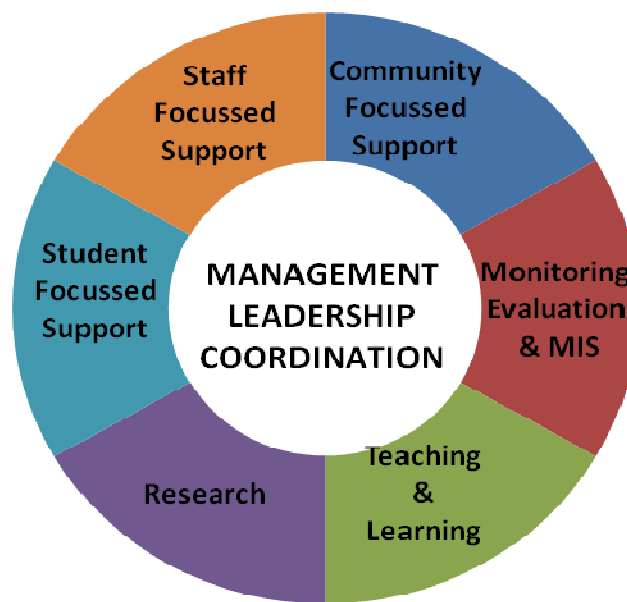 Staff
Focussed
Support
Community
Focussed
Support
Student
Focussed
Support
MANAGEMENT
LEADERSHIP
COORDINATION
Monitoring
Evaluation
& MIS
Research
Teaching
&
Learning